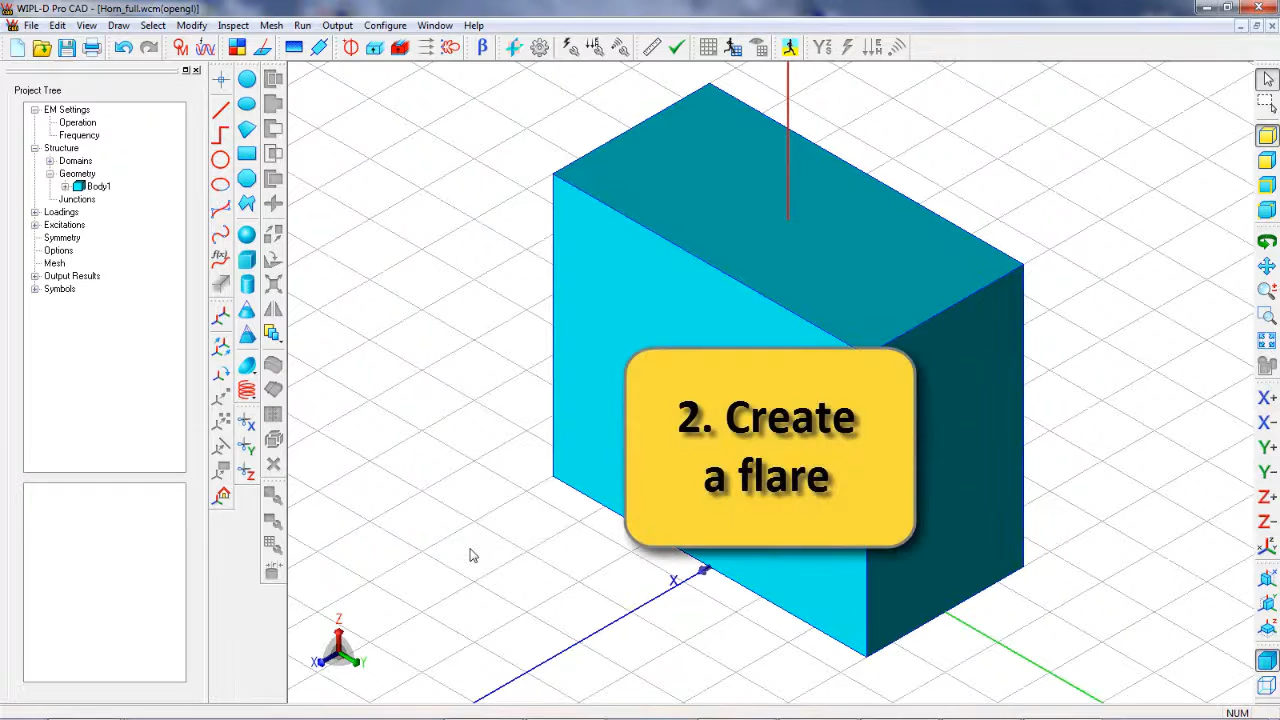 WIPL-D Pro CAD - [Horn_full.wcm(opengl)]
File Edit View Draw Select Modify Inspect Mesh Run Output Configure Window Help
Project Tree
EM Settings
Operation
Frequency
Structure
Domains
Geometry
Body1
Junctions
Loadings
Excitations
Symmetry
Options
Mesh
Output Results
Symbols
f(x)
β
X
Y
Z
X+
X-
Y+
Y-
Z+
Z-
2. Create
a flare
X
Z
X
Y
NUM